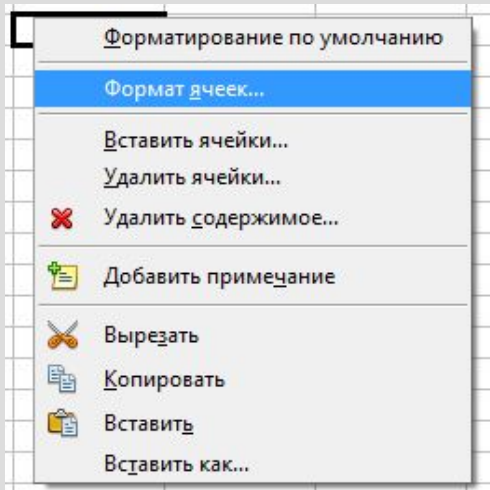 Форматирование по умолчанию
Формат ячеек...
Вставить ячейки...
Удалить ячейки...
Удалить содержимое...
Добавить примечание
Вырезать
Копировать
Вставить
Вставить как...